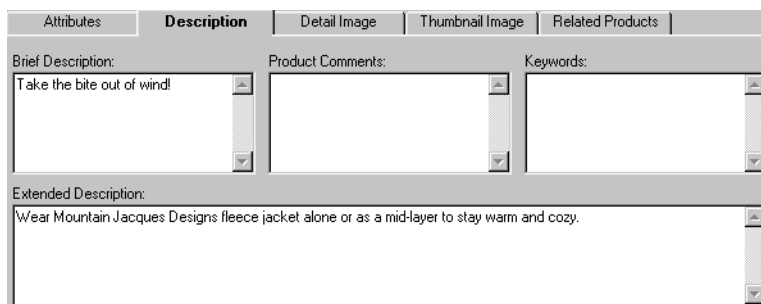 Attributes Description Detail Image Thumbnail Image Related Products
Brief Description: Product Comments: Keywords:
Take the bite out of wind!
Extended Description:
Wear Mountain Jacques Designs fleece jacket alone or as a mid-layer to stay warm and cozy.